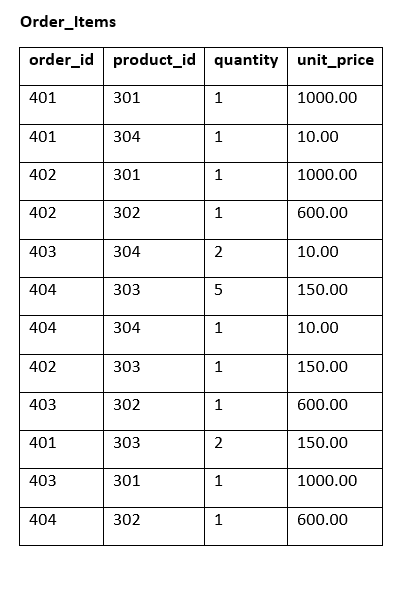 Order_Items
order_id product_id quantity unit_price
401 301 1 1000.00
401 304 1 10.00
402 301 1 1000.00
402 302 1 600.00
403 304 2 10.00
404 303 5 150.00
404 304 1 10.00
402 303 1 150.00
403 302 1 600.00
401 303 2 150.00
403 301 1 1000.00
404 302 1 600.00